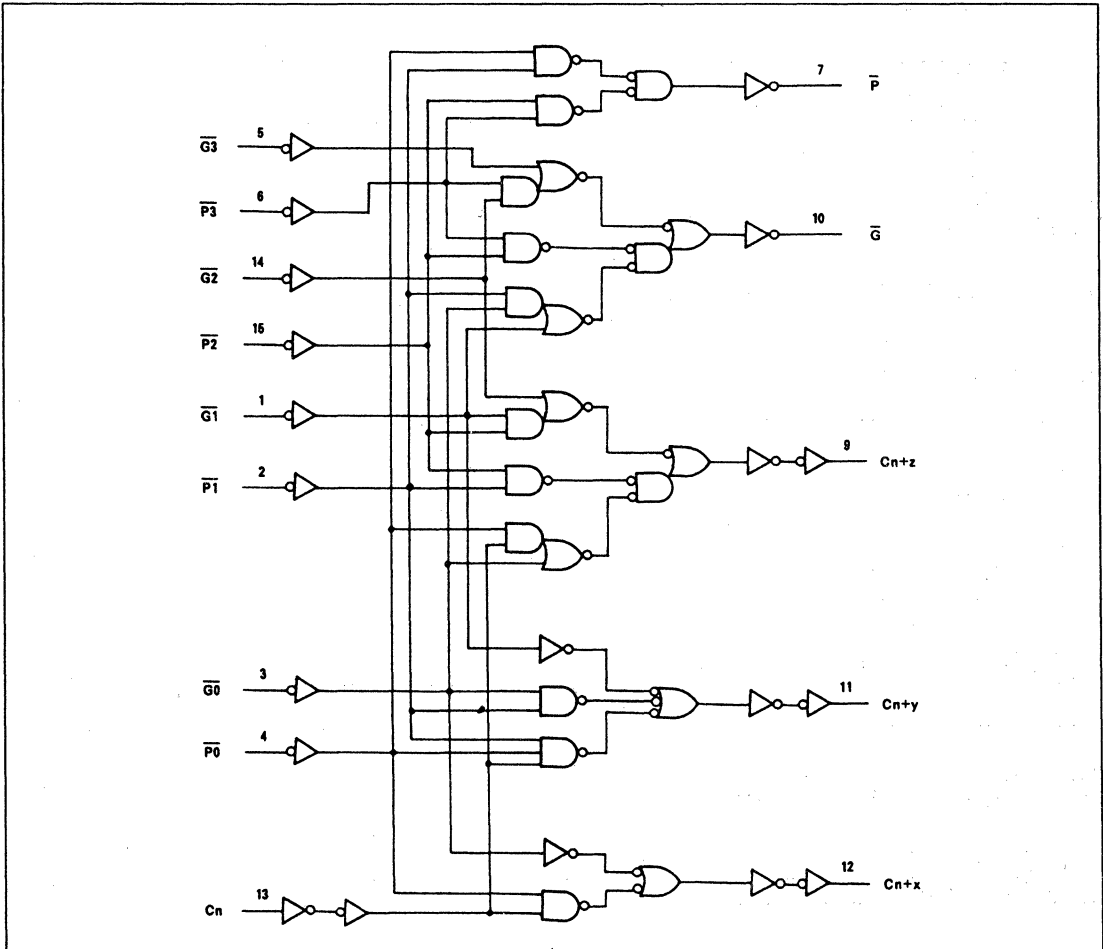 7 P̅
5 G̅3̅
6 P̅3̅
10 G̅
14 G̅2̅
15 P̅2̅
1 G̅1̅
9 Cn+z
2 P̅1̅
3 G̅0̅
11 Cn+y
4 P̅0̅
12 Cn+x
13 Cn